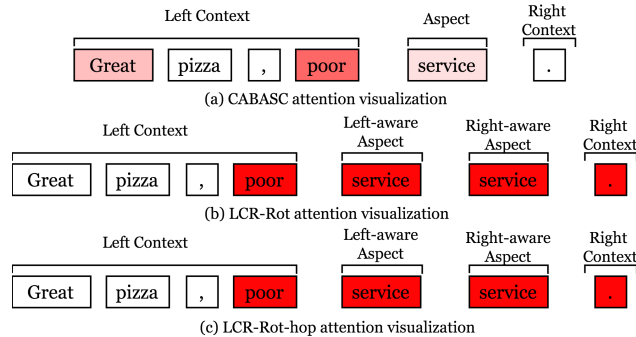 Left Context Aspect Right Context
Great pizza , poor service .
(a) CABASC attention visualization
Left Context Left-aware Aspect Right-aware Aspect Right Context
Great pizza , poor service service .
(b) LCR-Rot attention visualization
Left Context Left-aware Aspect Right-aware Aspect Right Context
Great pizza , poor service service .
(c) LCR-Rot-hop attention visualization